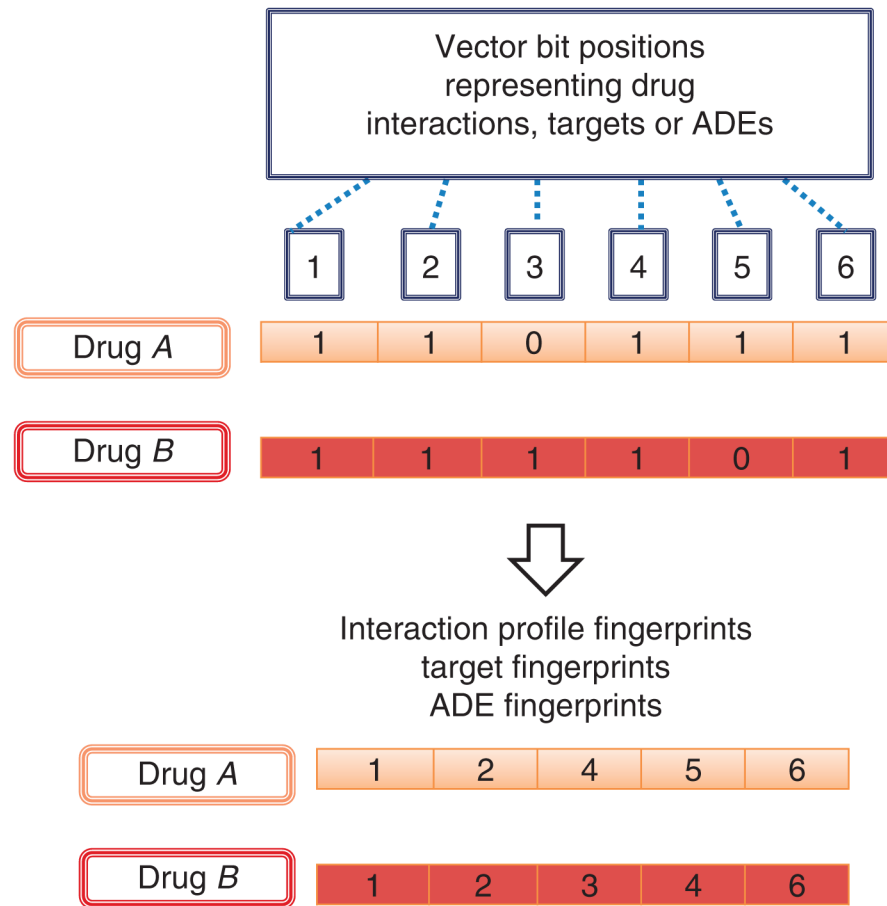 Vector bit positions
representing drug
interactions, targets or ADEs
1 2 3 4 5 6
Drug A 1 1 0 1 1 1
Drug B 1 1 1 1 0 1
Interaction profile fingerprints
target fingerprints
ADE fingerprints
Drug A 1 2 4 5 6
Drug B 1 2 3 4 6